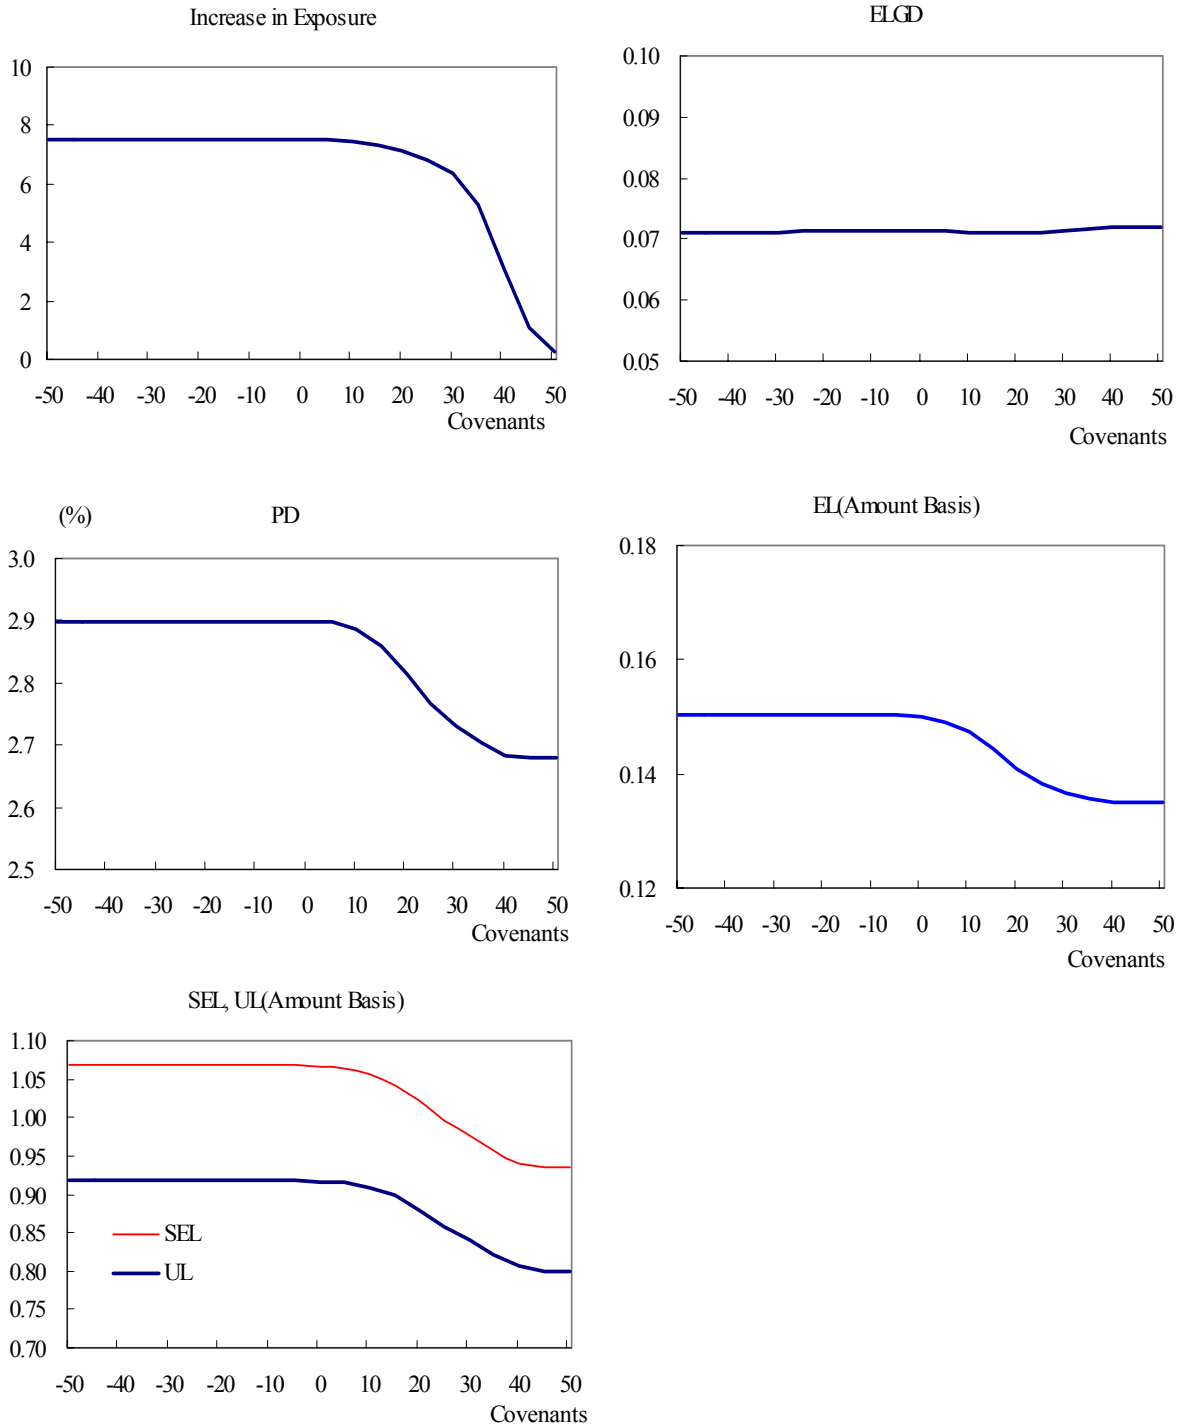 Increase in Exposure
10
8
6
4
2
0
-50 -40 -30 -20 -10 0 10 20 30 40 50
Covenants
ELGD
0.10
0.09
0.08
0.07
0.06
0.05
-50 -40 -30 -20 -10 0 10 20 30 40 50
Covenants
(%) PD
3.0
2.9
2.8
2.7
2.6
2.5
-50 -40 -30 -20 -10 0 10 20 30 40 50
Covenants
EL(Amount Basis)
0.18
0.16
0.14
0.12
-50 -40 -30 -20 -10 0 10 20 30 40 50
Covenants
SEL, UL(Amount Basis)
1.10
1.05
1.00
0.95
0.90
0.85
0.80
0.75
0.70
SEL
UL
-50 -40 -30 -20 -10 0 10 20 30 40 50
Covenants